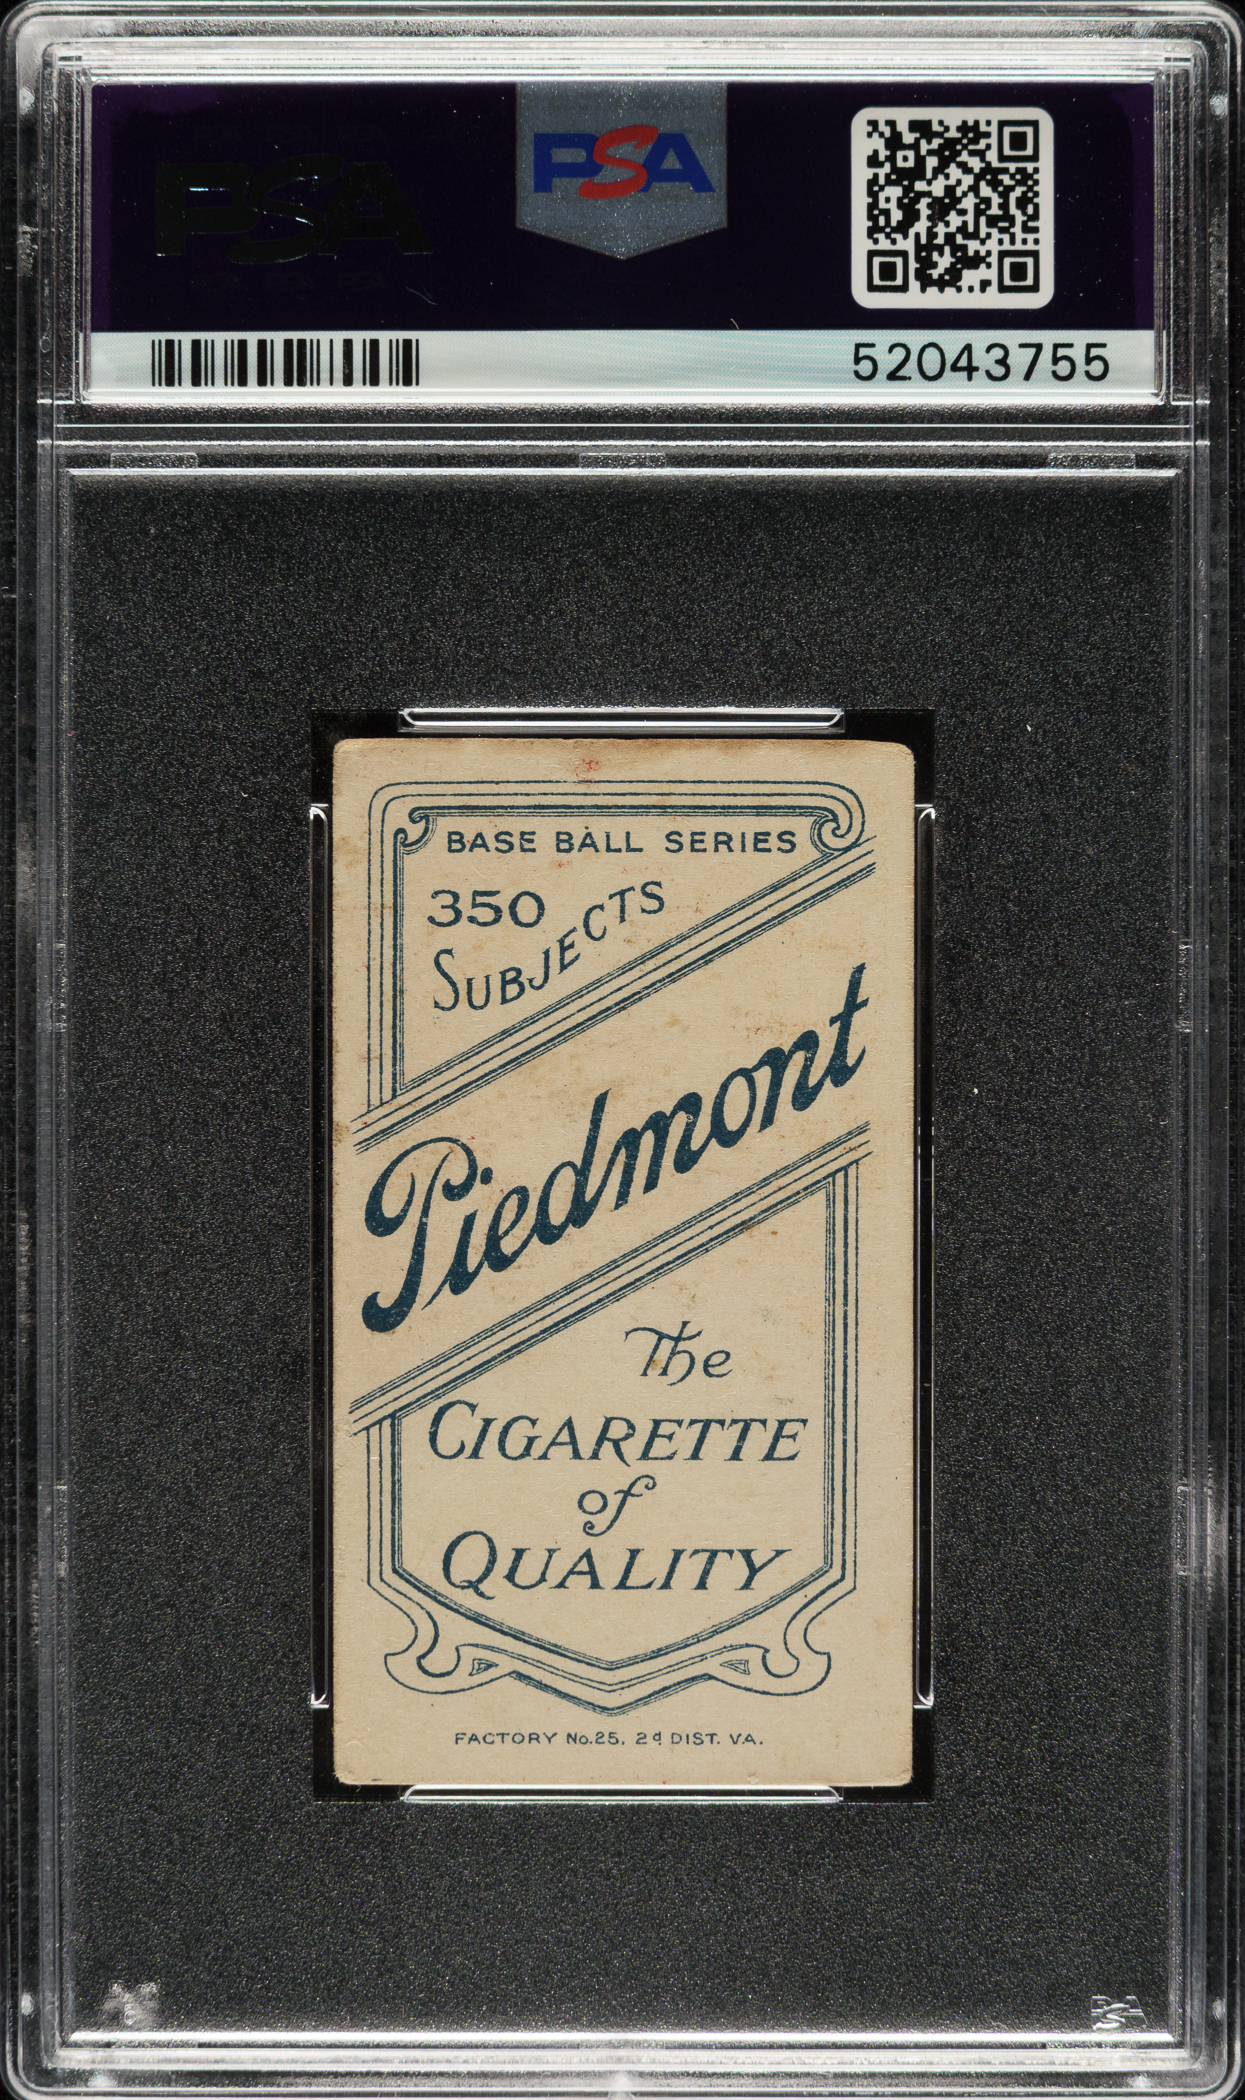 PSA
PSA
52043755
BASE BALL SERIES
350
SUBJECTS
Piedmont
The
CIGARETTE
of
QUALITY
FACTORY No. 25, 2d DIST. VA.
PSA